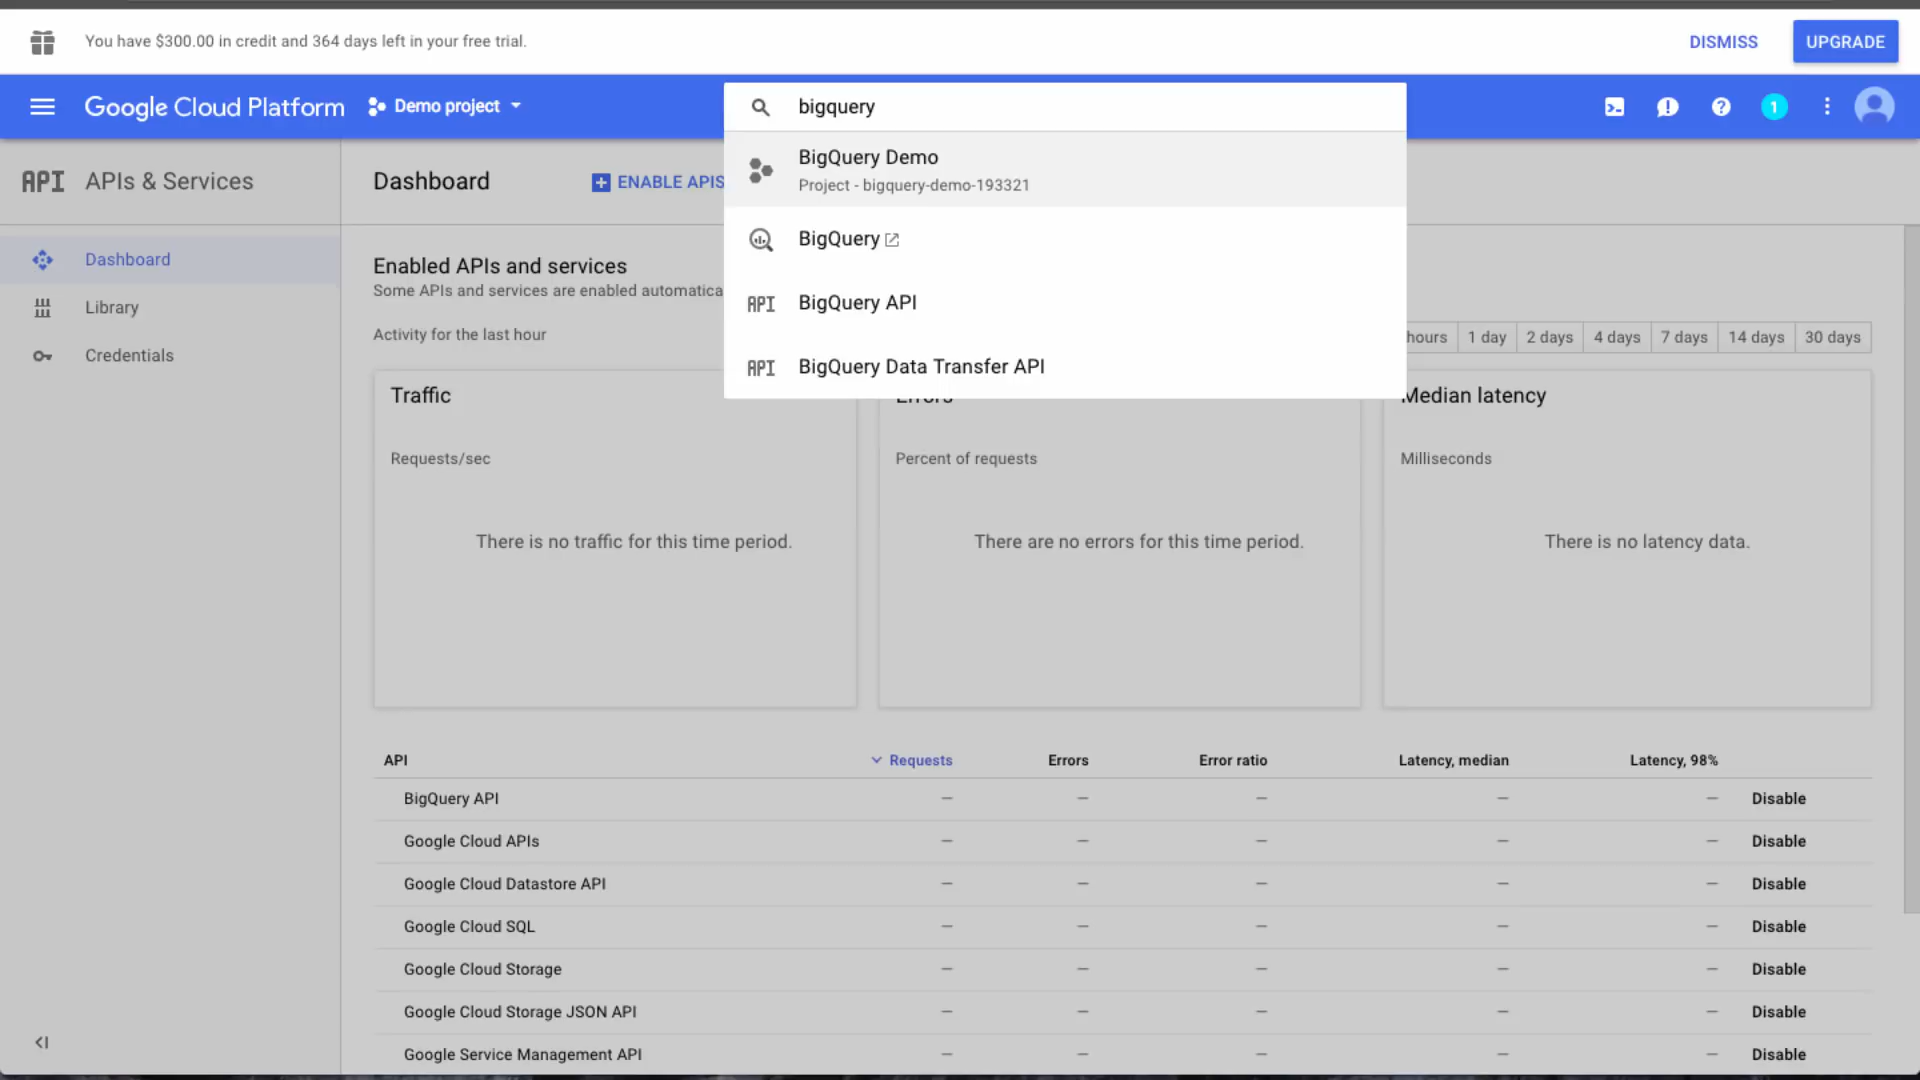 You have $300.00 in credit and 364 days left in your free trial.
DISMISS
UPGRADE
Google Cloud Platform
Demo project
bigquery
1
BigQuery Demo
Project - bigquery-demo-193321
BigQuery
API BigQuery API
API BigQuery Data Transfer API
API APIs & Services
Dashboard
ENABLE APIS
Dashboard
Library
Credentials
Enabled APIs and services
Some APIs and services are enabled automatica
Activity for the last hour
hours
1 day
2 days
4 days
7 days
14 days
30 days
Traffic
Requests/sec
There is no traffic for this time period.
Errors
Percent of requests
There are no errors for this time period.
Median latency
Milliseconds
There is no latency data.
API Requests Errors Error ratio Latency, median Latency, 98%
BigQuery API — — — — — Disable
Google Cloud APIs — — — — — Disable
Google Cloud Datastore API — — — — — Disable
Google Cloud SQL — — — — — Disable
Google Cloud Storage — — — — — Disable
Google Cloud Storage JSON API — — — — — Disable
Google Service Management API — — — — — Disable